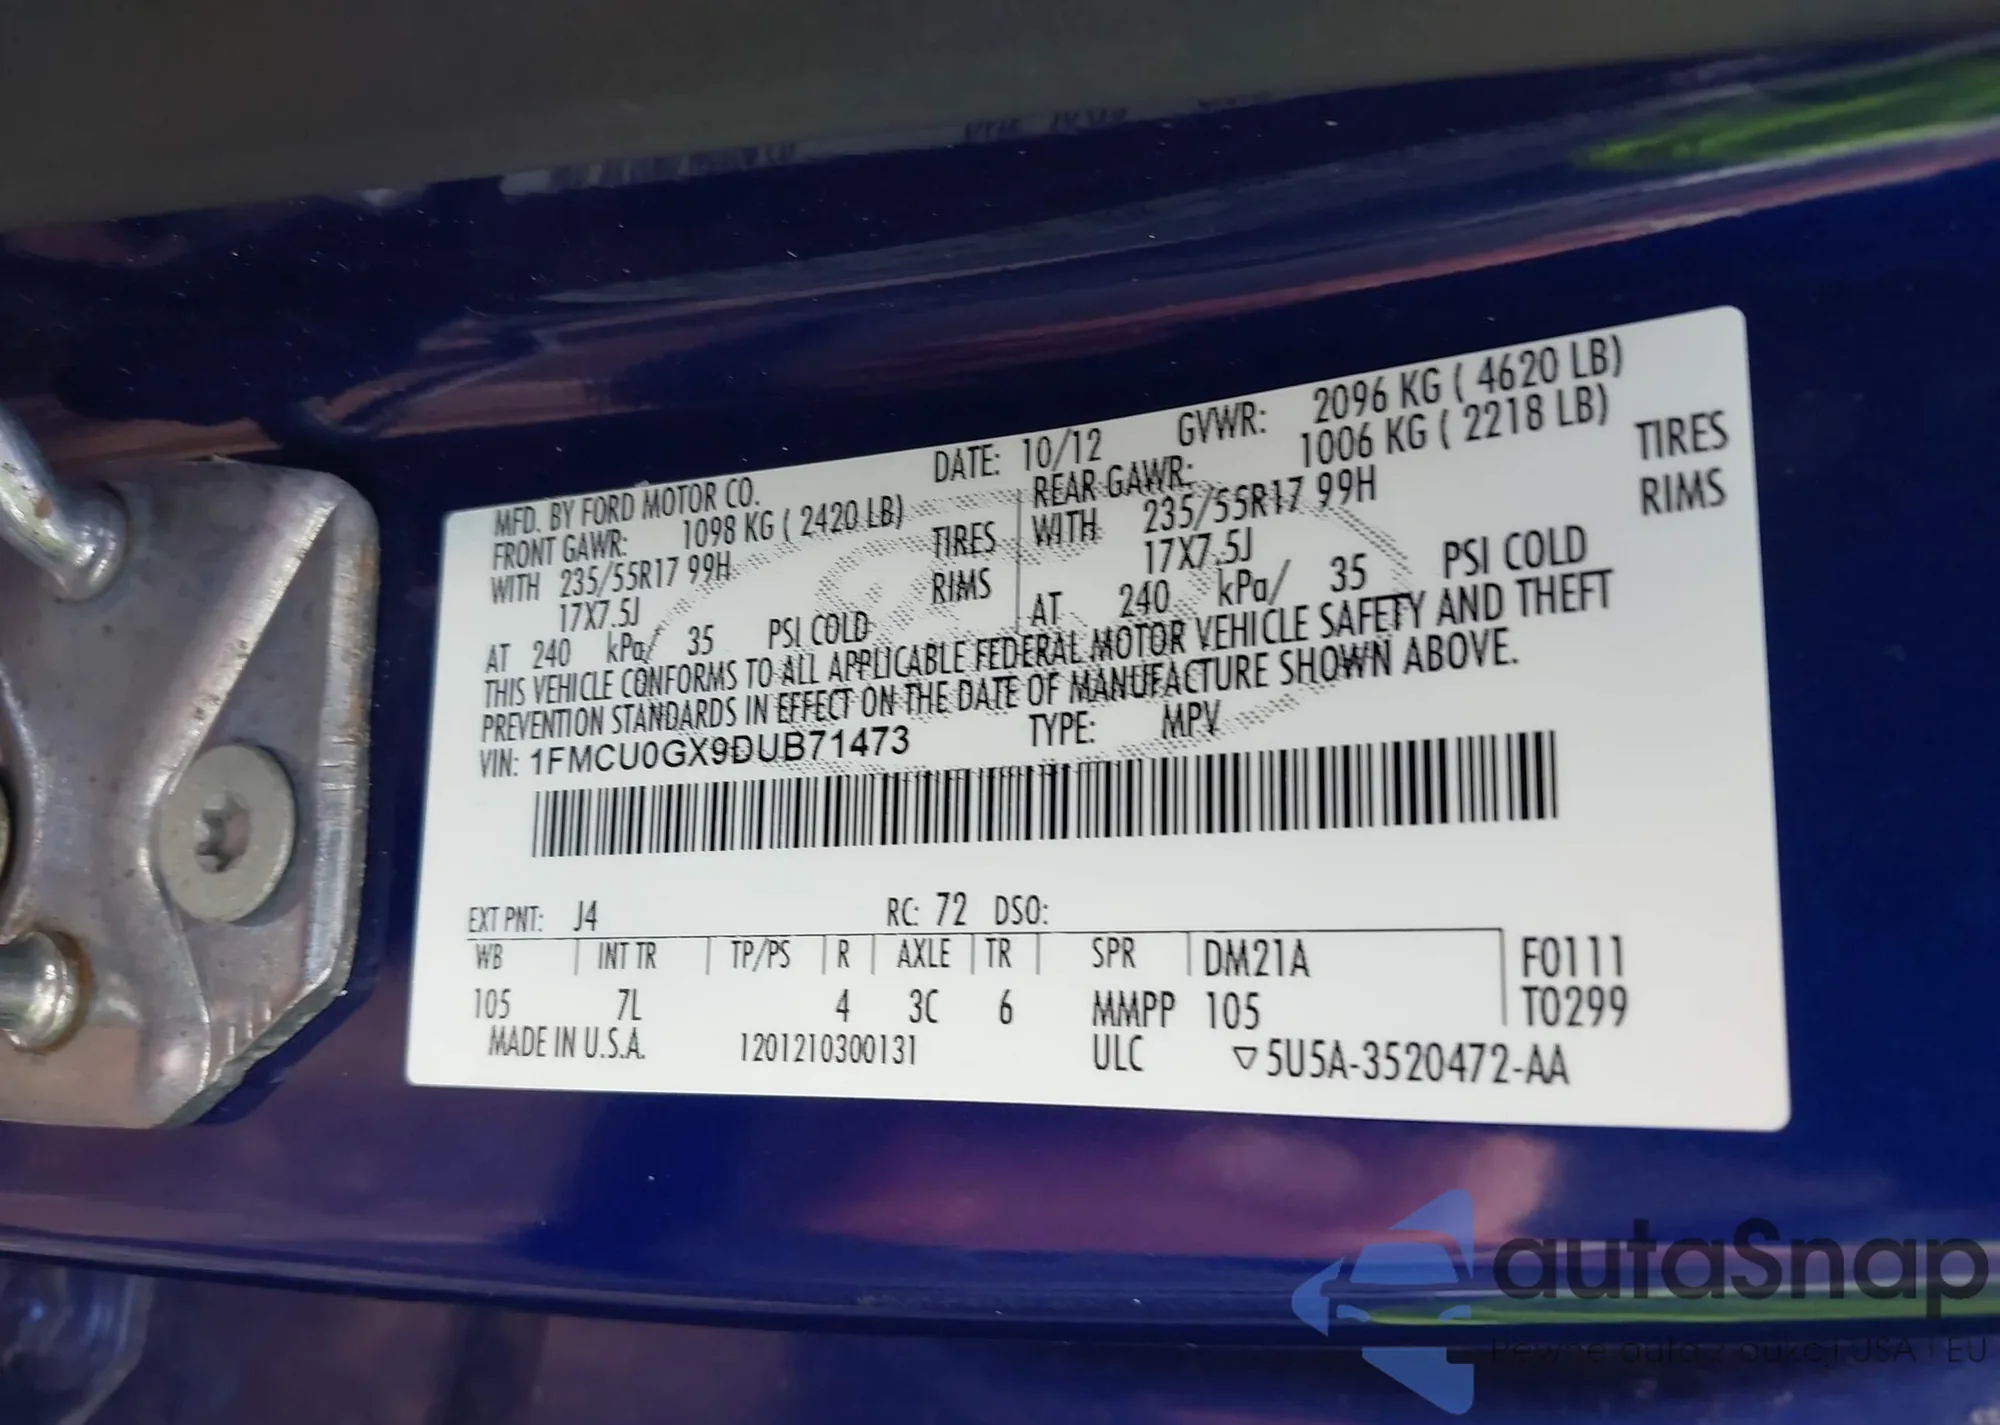 MFD. BY FORD MOTOR CO. DATE: 10/12 GVWR: 2096 KG ( 4620 LB)
FRONT GAWR: 1098 KG ( 2420 LB) REAR GAWR: 1006 KG ( 2218 LB)
WITH 235/55R17 99H TIRES WITH 235/55R17 99H TIRES
17X7.5J RIMS 17X7.5J RIMS
AT 240 kPa/ 35 PSI COLD AT 240 kPa/ 35 PSI COLD
THIS VEHICLE CONFORMS TO ALL APPLICABLE FEDERAL MOTOR VEHICLE SAFETY AND THEFT
PREVENTION STANDARDS IN EFFECT ON THE DATE OF MANUFACTURE SHOWN ABOVE.
VIN: 1FMCU0GX9DUB71473 TYPE: MPV
EXT PNT: J4 RC: 72 DSO:
WB INT TR TP/PS R AXLE TR SPR DM21A F0111
105 7L 4 3C 6 MMPP 105 T0299
MADE IN U.S.A. 1201210300131 ULC ▽5U5A-3520472-AA
autaSnap
Pewne auta z aukcji USA i EU